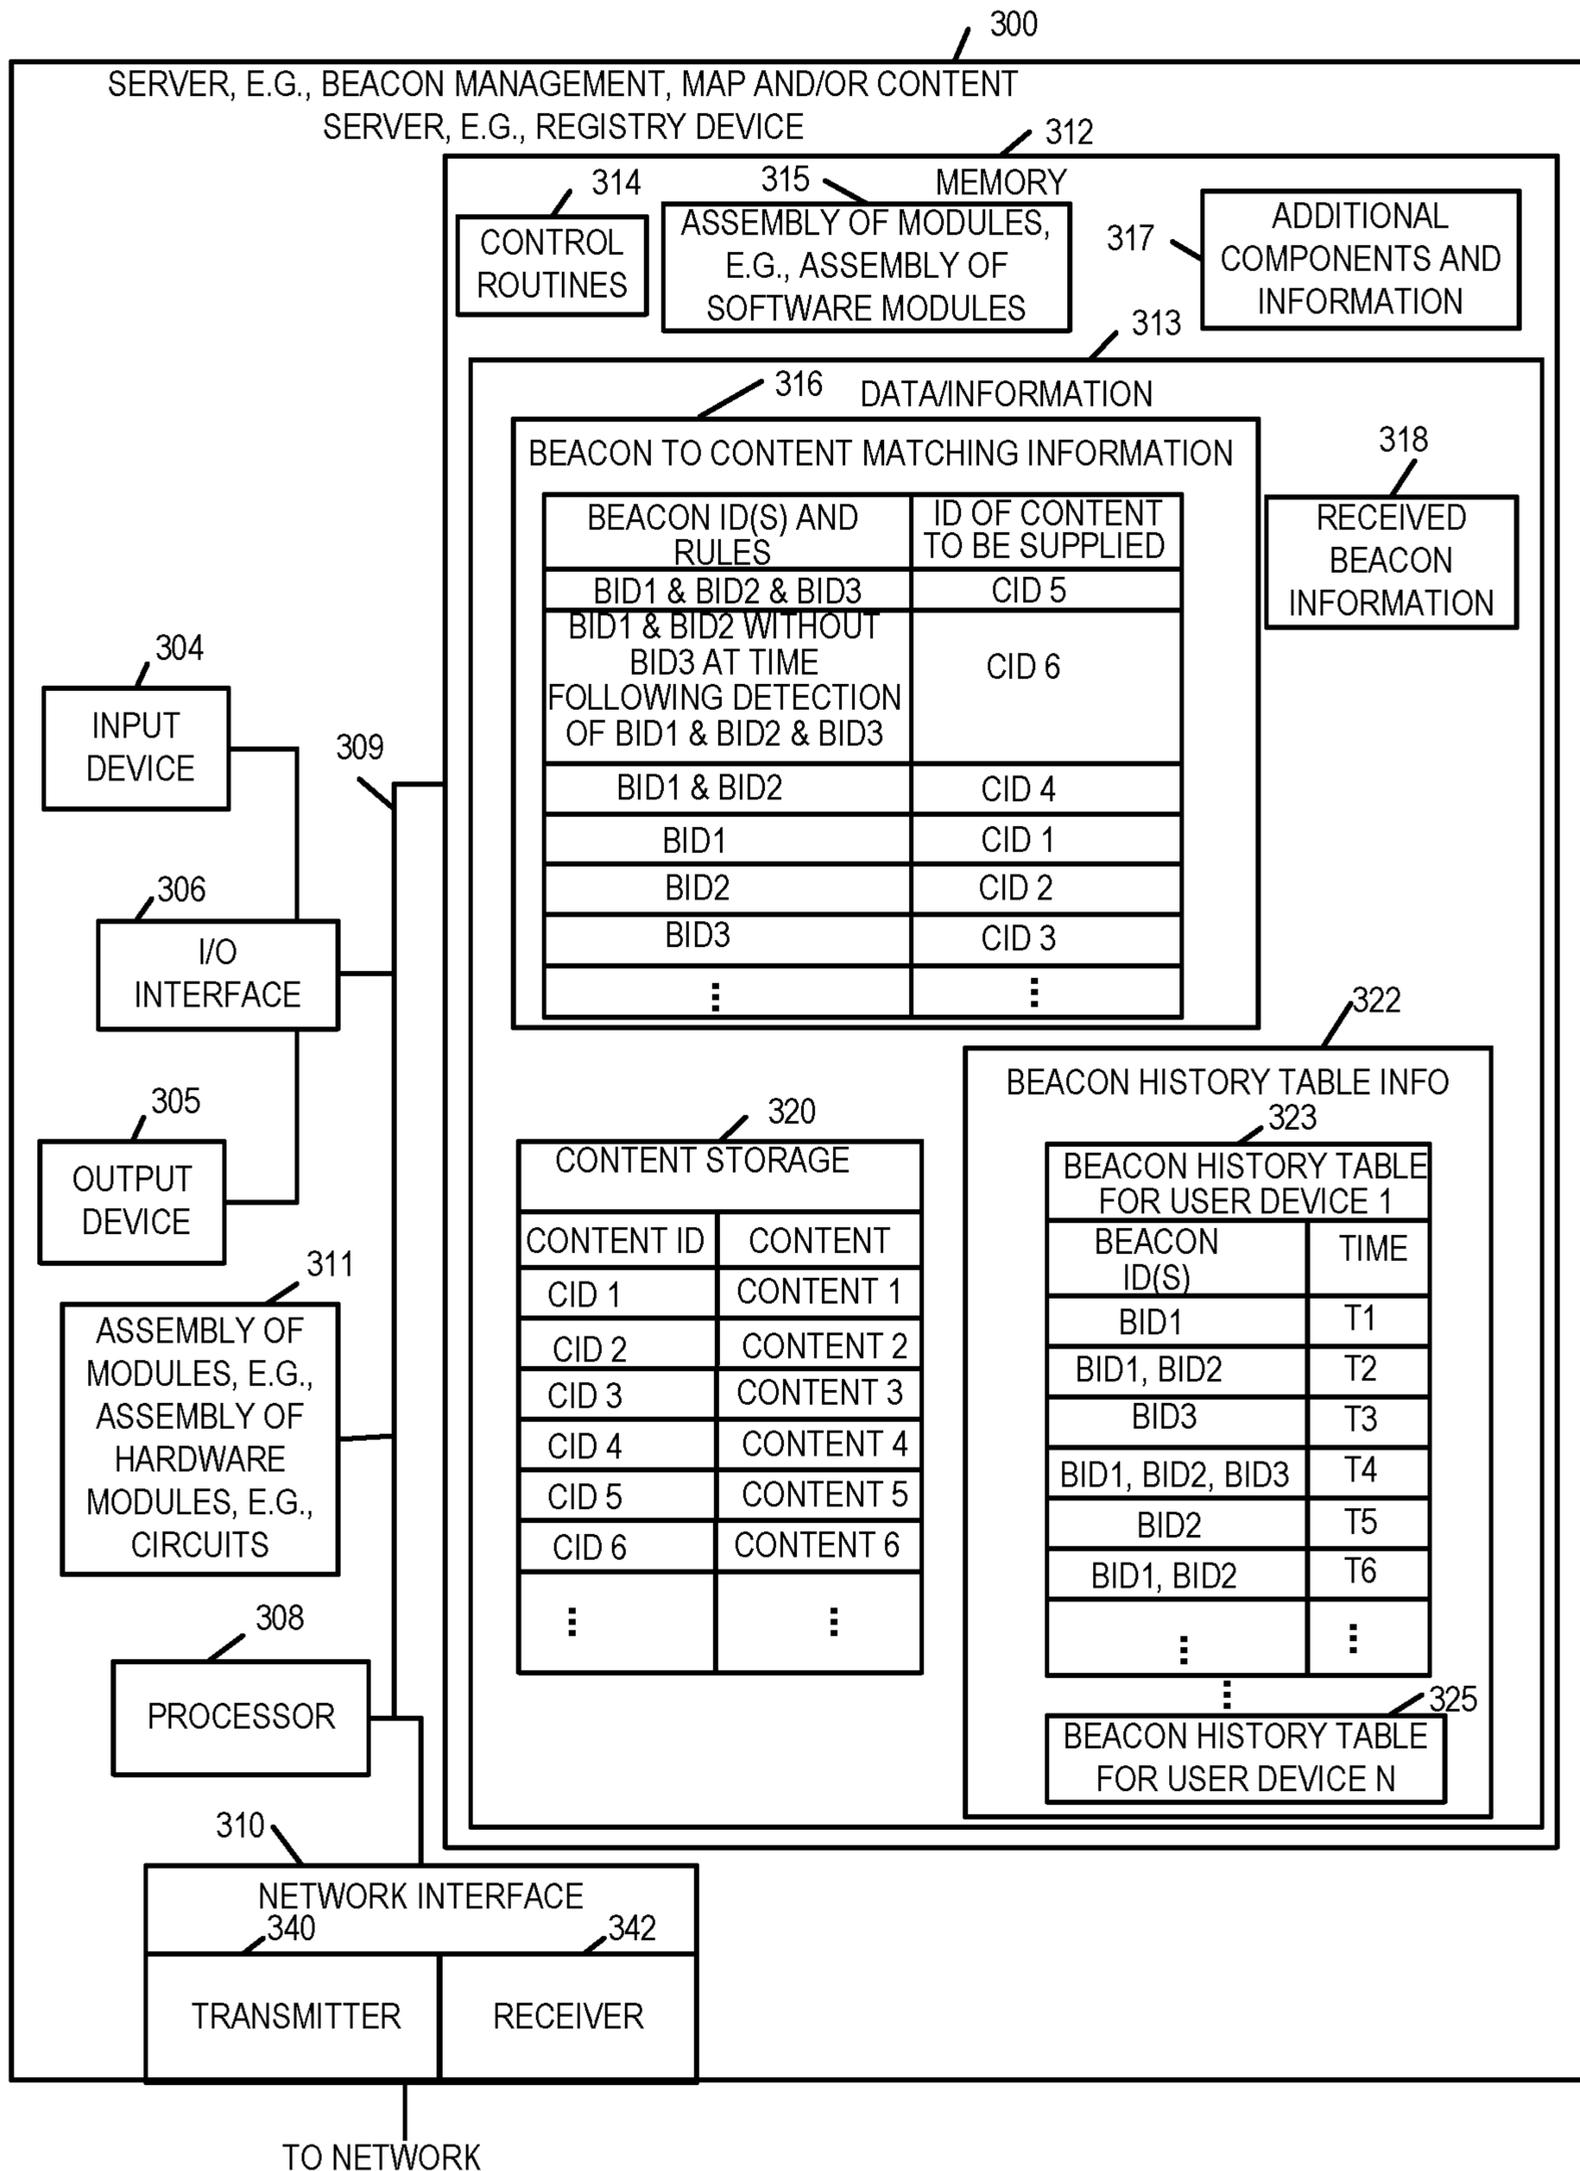 300
SERVER, E.G., BEACON MANAGEMENT, MAP AND/OR CONTENT
SERVER, E.G., REGISTRY DEVICE
312
MEMORY
314
CONTROL
ROUTINES
315
ASSEMBLY OF MODULES,
E.G., ASSEMBLY OF
SOFTWARE MODULES
317
ADDITIONAL
COMPONENTS AND
INFORMATION
313
DATA/INFORMATION
316
BEACON TO CONTENT MATCHING INFORMATION
BEACON ID(S) AND
RULES
ID OF CONTENT
TO BE SUPPLIED
BID1 & BID2 & BID3
CID 5
BID1 & BID2 WITHOUT
BID3 AT TIME
FOLLOWING DETECTION
OF BID1 & BID2 & BID3
CID 6
BID1 & BID2
CID 4
BID1
CID 1
BID2
CID 2
BID3
CID 3
318
RECEIVED
BEACON
INFORMATION
304
INPUT
DEVICE
309
306
I/O
INTERFACE
305
OUTPUT
DEVICE
311
ASSEMBLY OF
MODULES, E.G.,
ASSEMBLY OF
HARDWARE
MODULES, E.G.,
CIRCUITS
308
PROCESSOR
320
CONTENT STORAGE
CONTENT ID
CONTENT
CID 1
CONTENT 1
CID 2
CONTENT 2
CID 3
CONTENT 3
CID 4
CONTENT 4
CID 5
CONTENT 5
CID 6
CONTENT 6
322
BEACON HISTORY TABLE INFO
323
BEACON HISTORY TABLE
FOR USER DEVICE 1
BEACON
ID(S)
TIME
BID1
T1
BID1, BID2
T2
BID3
T3
BID1, BID2, BID3
T4
BID2
T5
BID1, BID2
T6
325
BEACON HISTORY TABLE
FOR USER DEVICE N
310
NETWORK INTERFACE
340
342
TRANSMITTER
RECEIVER
TO NETWORK